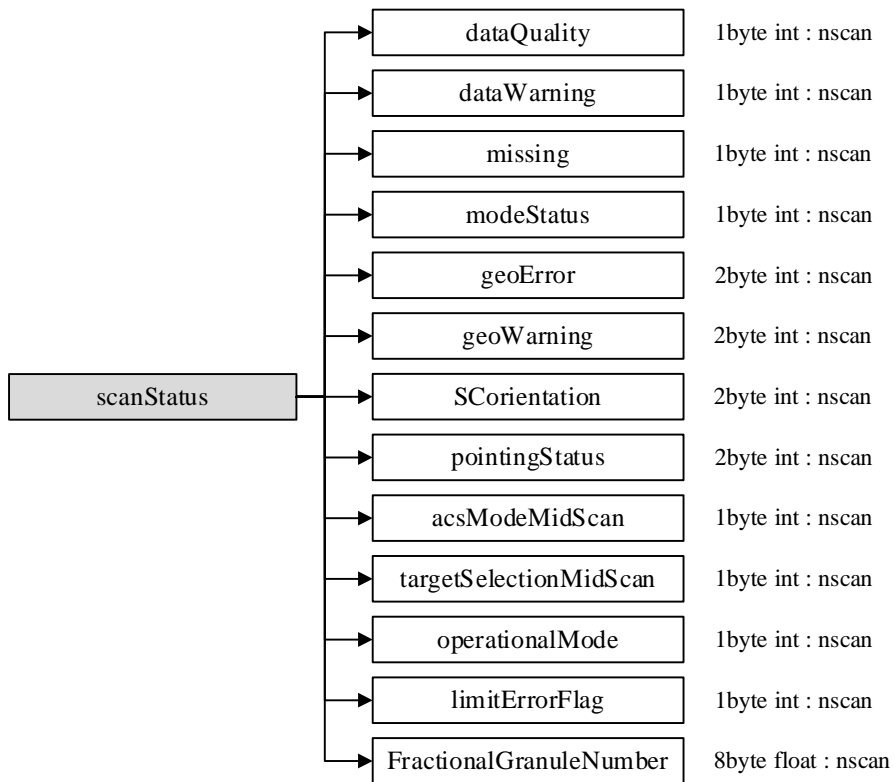 dataQuality 1byte int : nscan
dataWarning 1byte int : nscan
missing 1byte int : nscan
modeStatus 1byte int : nscan
geoError 2byte int : nscan
geoWarning 2byte int : nscan
scanStatus SCorientation 2byte int : nscan
pointingStatus 2byte int : nscan
acsModeMidScan 1byte int : nscan
targetSelectionMidScan 1byte int : nscan
operationalMode 1byte int : nscan
limitErrorFlag 1byte int : nscan
FractionalGranuleNumber 8byte float : nscan